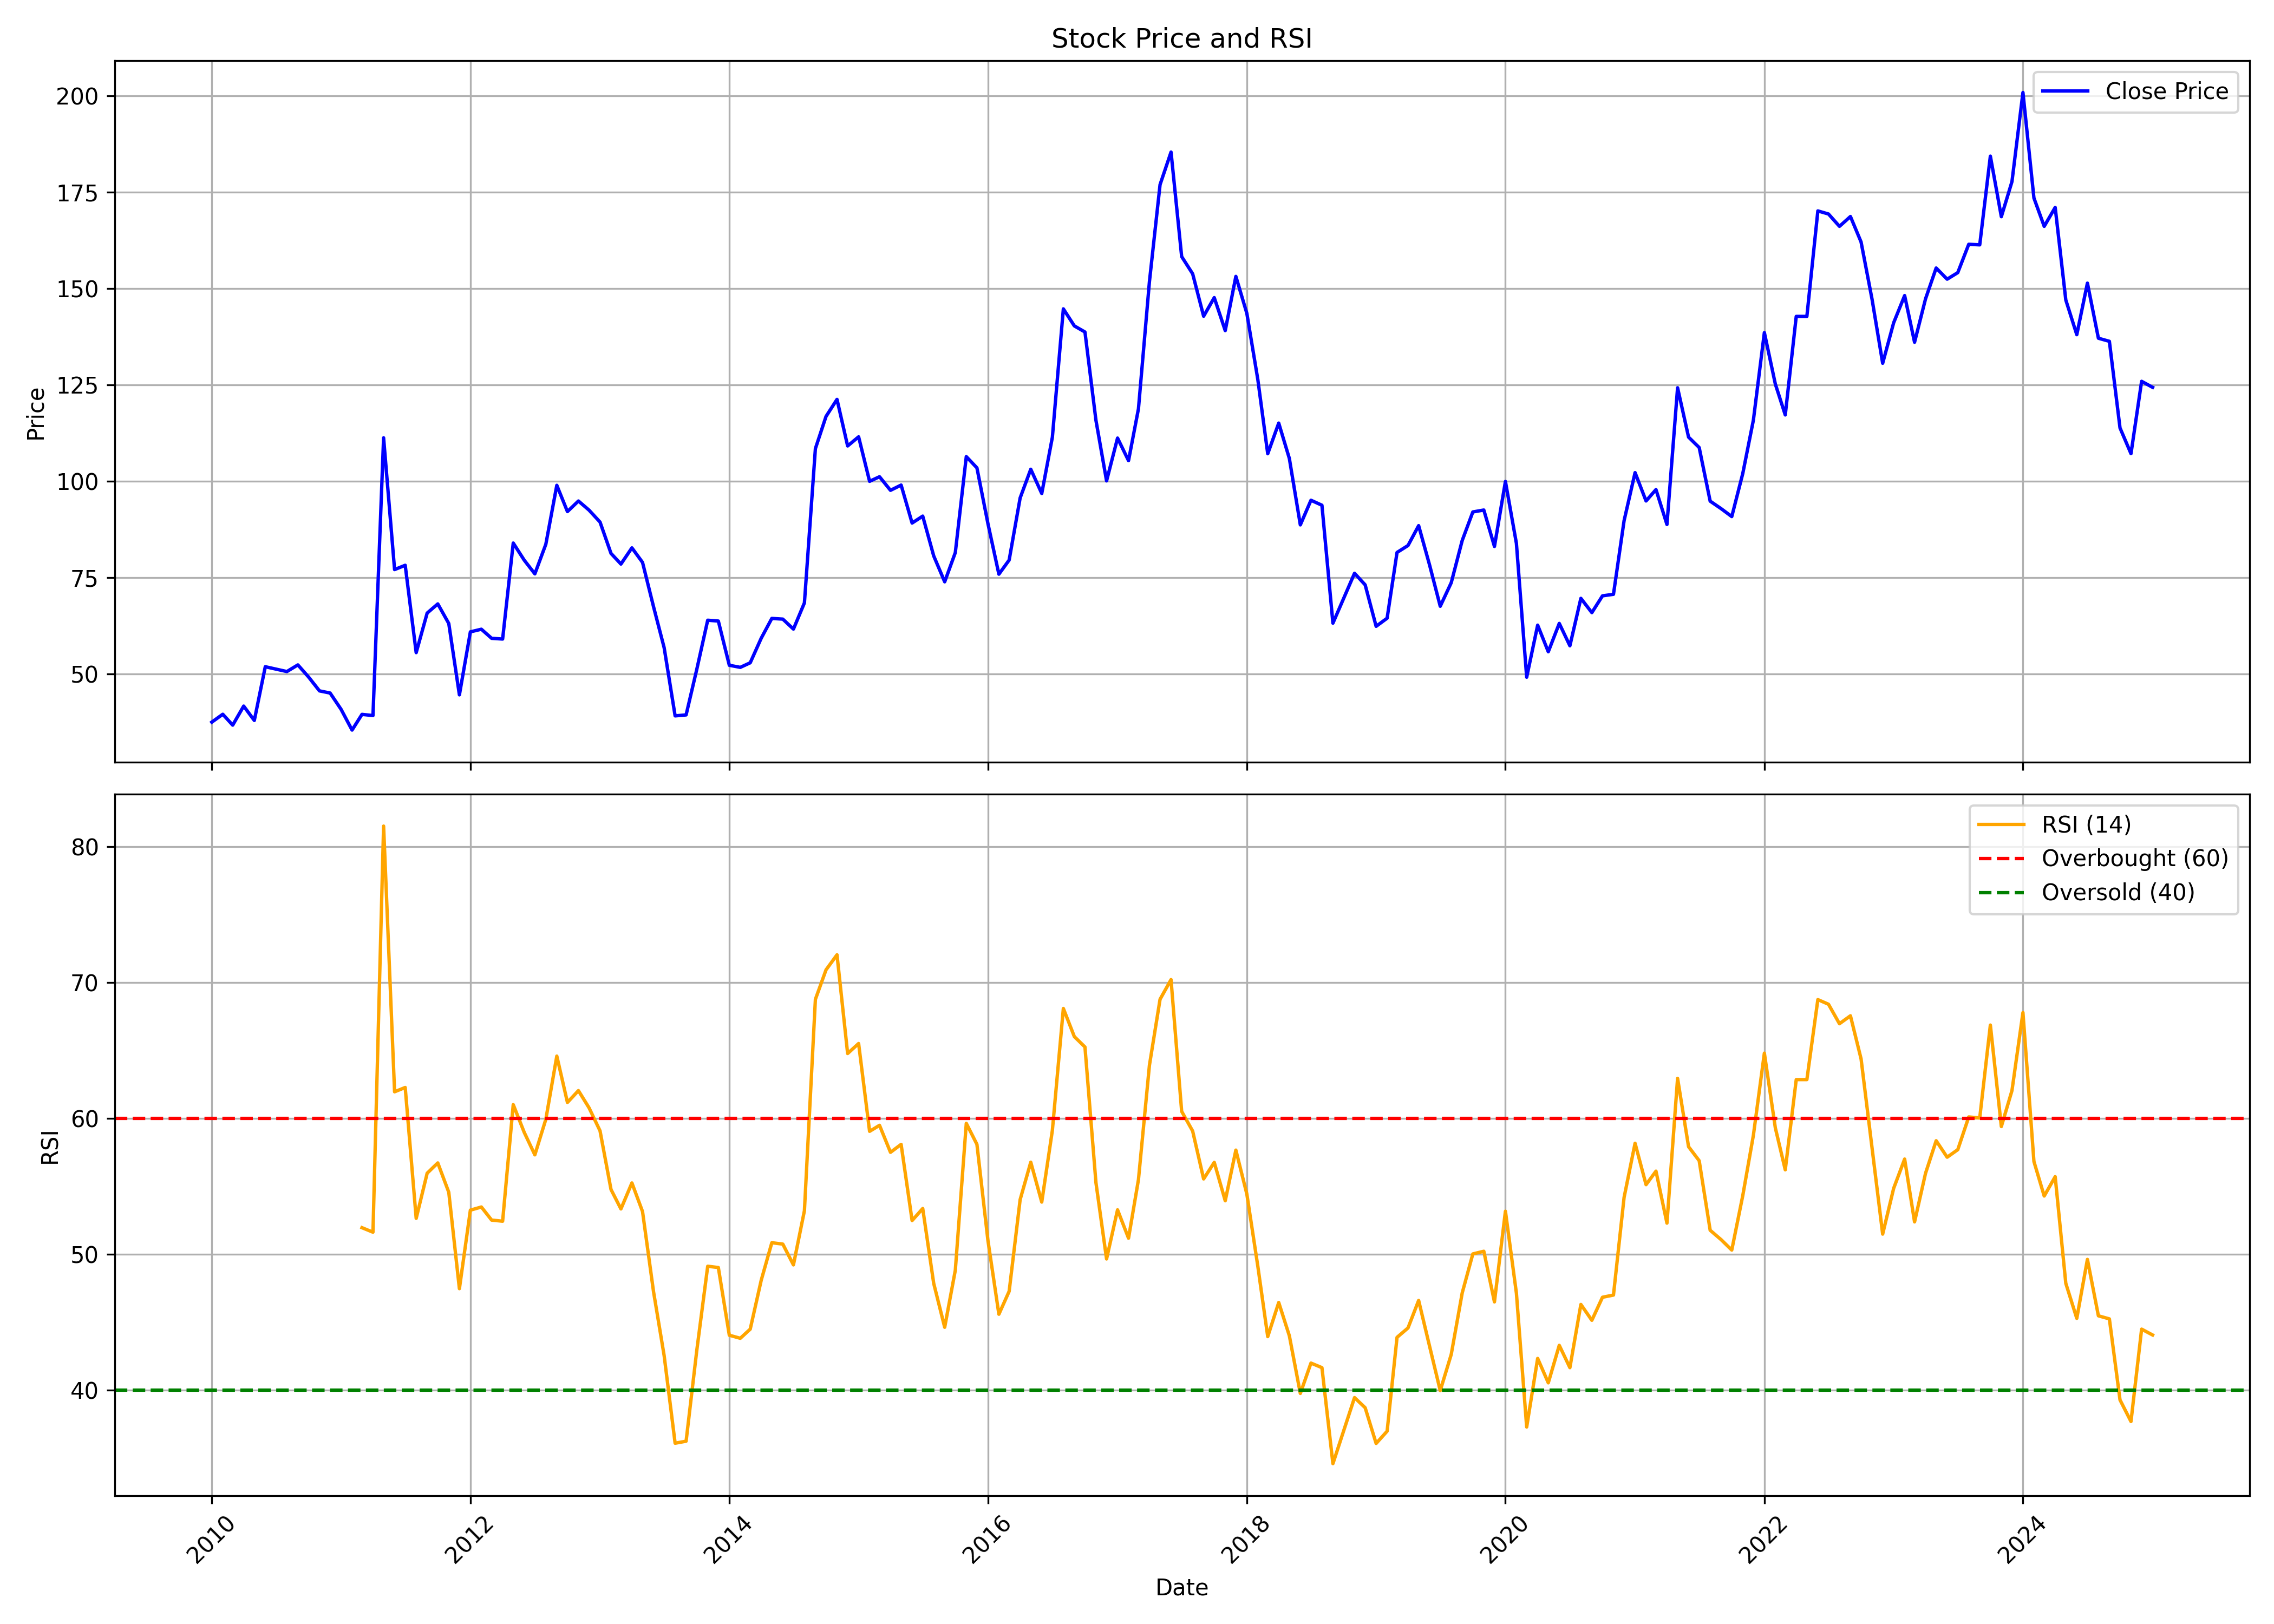 Stock Price and RSI
Close Price
200
175
150
125
100
75
50
Price
RSI (14)
Overbought (60)
Oversold (40)
80
70
60
50
40
RSI
2010
2012
2014
2016
2018
2020
2022
2024
Date